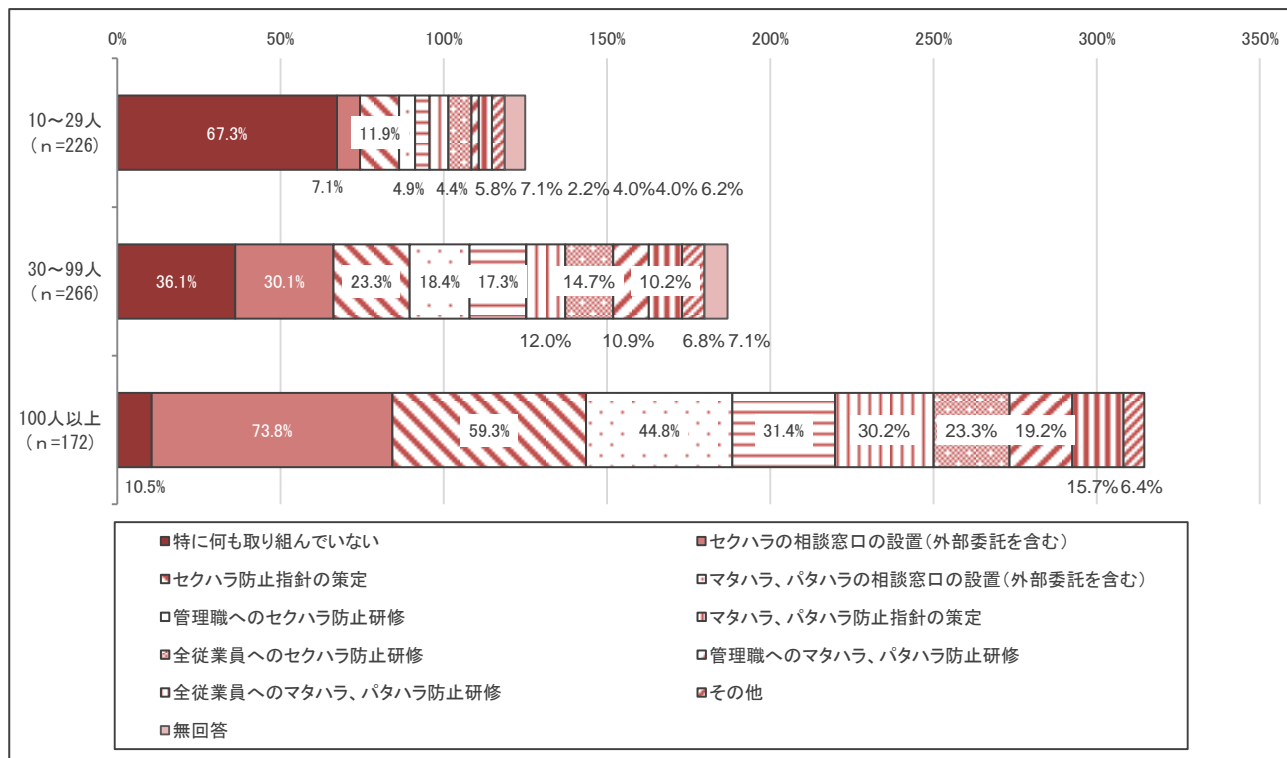 0% 50% 100% 150% 200% 250% 300% 350%
10～29人
（ｎ=226）
67.3% 11.9%
7.1% 4.9% 4.4% 5.8% 7.1% 2.2% 4.0% 4.0% 6.2%
30～99人
（ｎ=266）
36.1% 30.1% 23.3% 18.4% 17.3% 14.7% 10.2%
12.0% 10.9% 6.8% 7.1%
100人以上
（ｎ=172）
73.8% 59.3% 44.8% 31.4% 30.2% 23.3% 19.2%
10.5% 15.7% 6.4%
特に何も取り組んでいない
セクハラの相談窓口の設置（外部委託を含む）
セクハラ防止指針の策定
マタハラ、パタハラの相談窓口の設置（外部委託を含む）
管理職へのセクハラ防止研修
マタハラ、パタハラ防止指針の策定
全従業員へのセクハラ防止研修
管理職へのマタハラ、パタハラ防止研修
全従業員へのマタハラ、パタハラ防止研修
その他
無回答